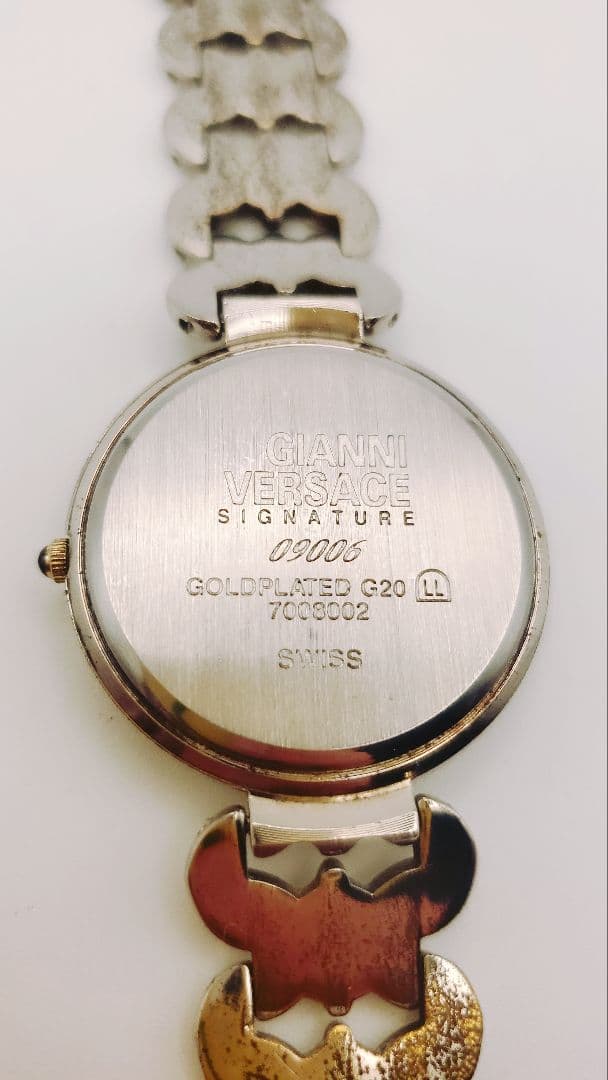 GIANNI
VERSACE
SIGNATURE
09006
GOLDPLATED G20 LL
7008002
SWISS